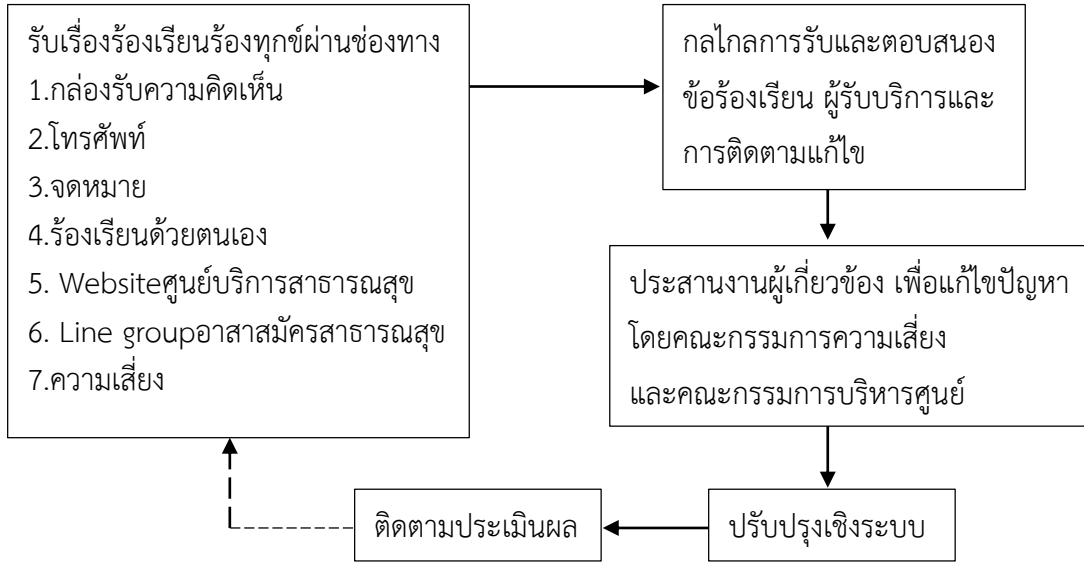 รับเรื่องร้องเรียนร้องทุกข์ผ่านช่องทาง
1.กล่องรับความคิดเห็น
2.โทรศัพท์
3.จดหมาย
4.ร้องเรียนด้วยตนเอง
5. Websiteศูนย์บริการสาธารณสุข
6. Line groupอาสาสมัครสาธารณสุข
7.ความเสี่ยง
กลไกลการรับและตอบสนอง
ข้อร้องเรียน ผู้รับบริการและ
การติดตามแก้ไข
ประสานงานผู้เกี่ยวข้อง เพื่อแก้ไขปัญหา
โดยคณะกรรมการความเสี่ยง
และคณะกรรมการบริหารศูนย์
ปรับปรุงเชิงระบบ
ติดตามประเมินผล